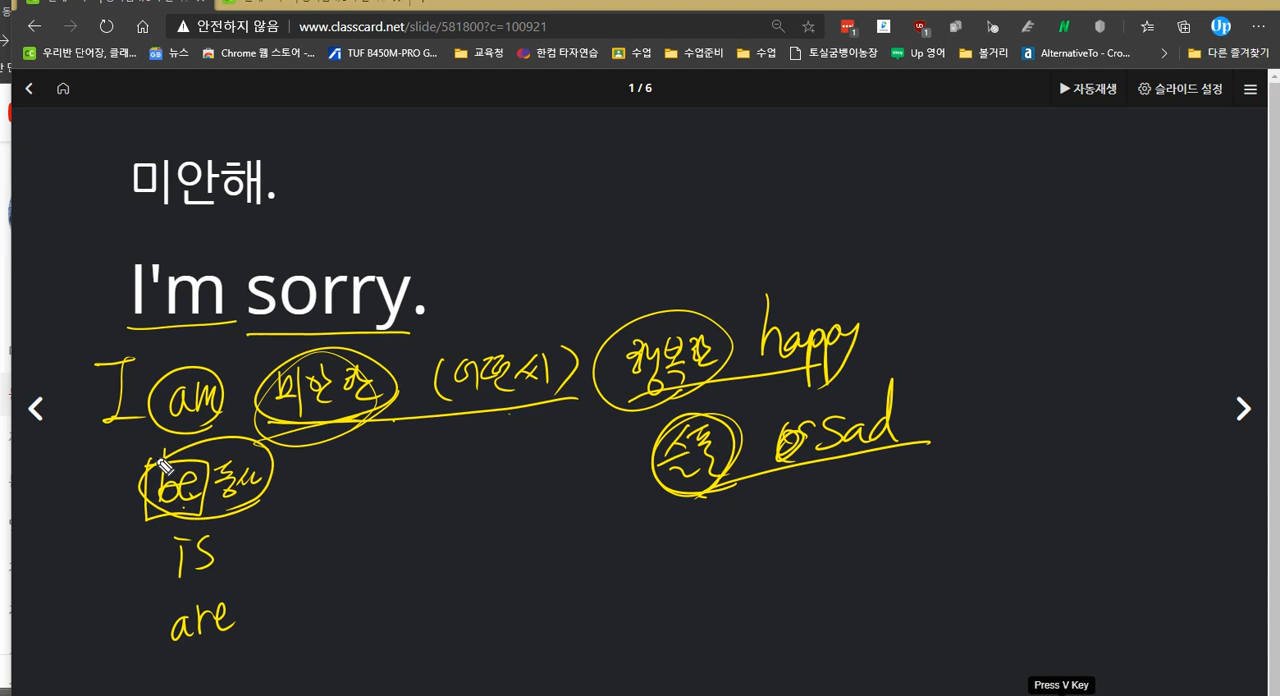 안전하지 않음 www.classcard.net/slide/581800?c=100921
우리반 단어장, 클래... 뉴스 Chrome 웹 스토어 -... TUF B450M-PRO G... 교육청 한컴 타자연습 수업 수업준비 수업 토실굼벵이농장 Up 영어 볼거리 AlternativeTo - Cro... 다른 즐겨찾기
1 / 6 자동재생 슬라이드 설정
미안해.
I'm sorry.
I am 미안한 (어떤씨) 행복한 happy
슬픈 sad
be 동사
is
are
Press V Key